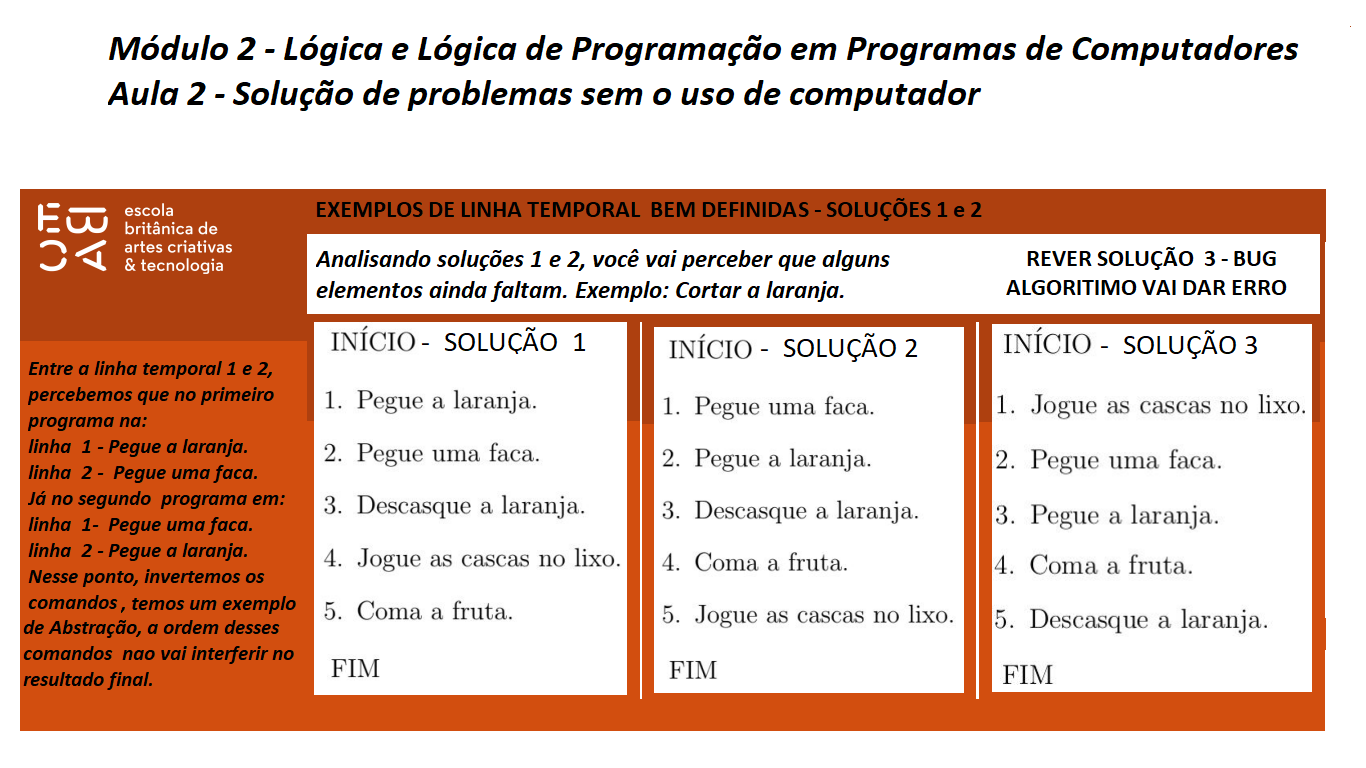 Módulo 2 - Lógica e Lógica de Programação em Programas de Computadores
Aula 2 - Solução de problemas sem o uso de computador
escola
britânica de
artes criativas
& tecnologia
EBAC
EXEMPLOS DE LINHA TEMPORAL BEM DEFINIDAS - SOLUÇÕES 1 e 2
Analisando soluções 1 e 2, você vai perceber que alguns
elementos ainda faltam. Exemplo: Cortar a laranja.
REVER SOLUÇÃO 3 - BUG
ALGORITIMO VAI DAR ERRO
Entre a linha temporal 1 e 2,
percebemos que no primeiro
programa na:
linha 1 - Pegue a laranja.
linha 2 - Pegue uma faca.
Já no segundo programa em:
linha 1- Pegue uma faca.
linha 2 - Pegue a laranja.
Nesse ponto, invertemos os
comandos , temos um exemplo
de Abstração, a ordem desses
comandos nao vai interferir no
resultado final.
INÍCIO - SOLUÇÃO 1
1. Pegue a laranja.
2. Pegue uma faca.
3. Descasque a laranja.
4. Jogue as cascas no lixo.
5. Coma a fruta.
FIM
INÍCIO - SOLUÇÃO 2
1. Pegue uma faca.
2. Pegue a laranja.
3. Descasque a laranja.
4. Coma a fruta.
5. Jogue as cascas no lixo.
FIM
INÍCIO - SOLUÇÃO 3
1. Jogue as cascas no lixo.
2. Pegue uma faca.
3. Pegue a laranja.
4. Coma a fruta.
5. Descasque a laranja.
FIM